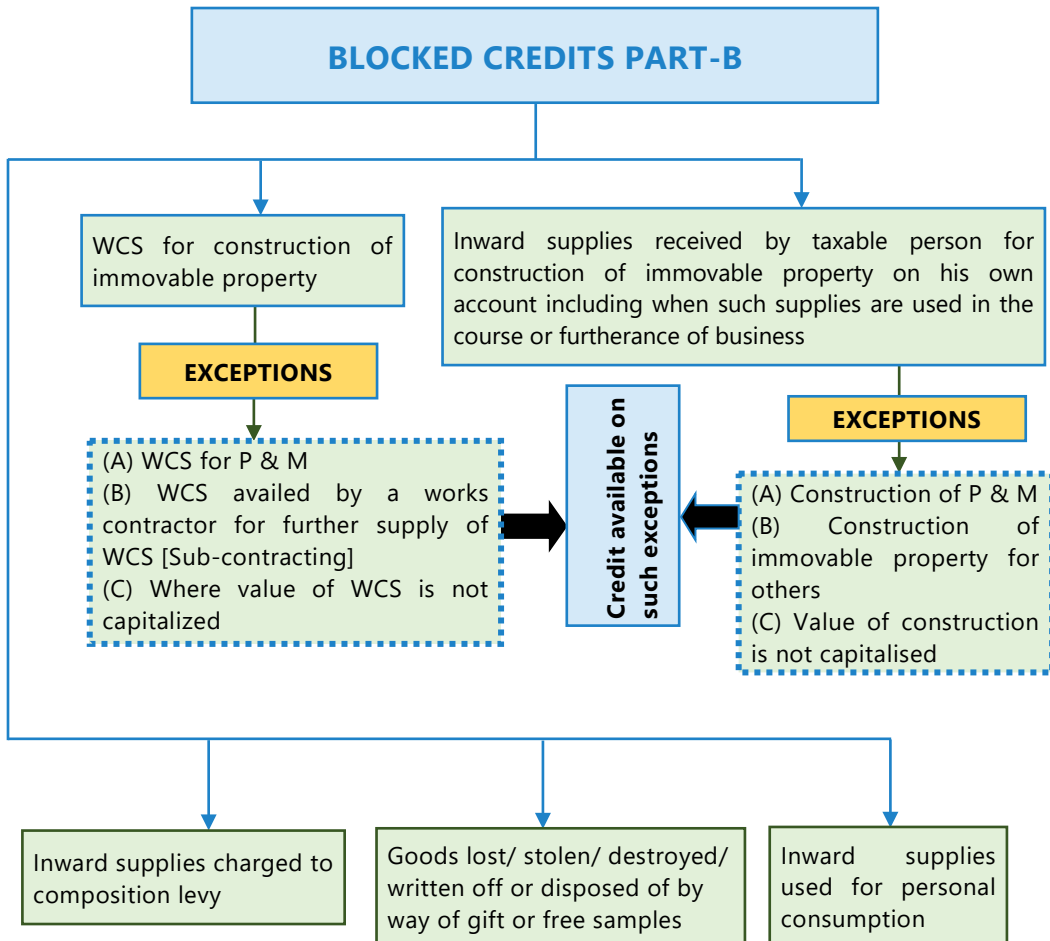 BLOCKED CREDITS PART-B
WCS for construction of
immovable property
Inward supplies received by taxable person for
construction of immovable property on his own
account including when such supplies are used in the
course or furtherance of business
EXCEPTIONS
EXCEPTIONS
(A) WCS for P & M
(B) WCS availed by a works
contractor for further supply of
WCS [Sub-contracting]
(C) Where value of WCS is not
capitalized
Credit available on
such exceptions
(A) Construction of P & M
(B) Construction of
immovable property for
others
(C) Value of construction
is not capitalised
Inward supplies charged to
composition levy
Goods lost/ stolen/ destroyed/
written off or disposed of by
way of gift or free samples
Inward supplies
used for personal
consumption